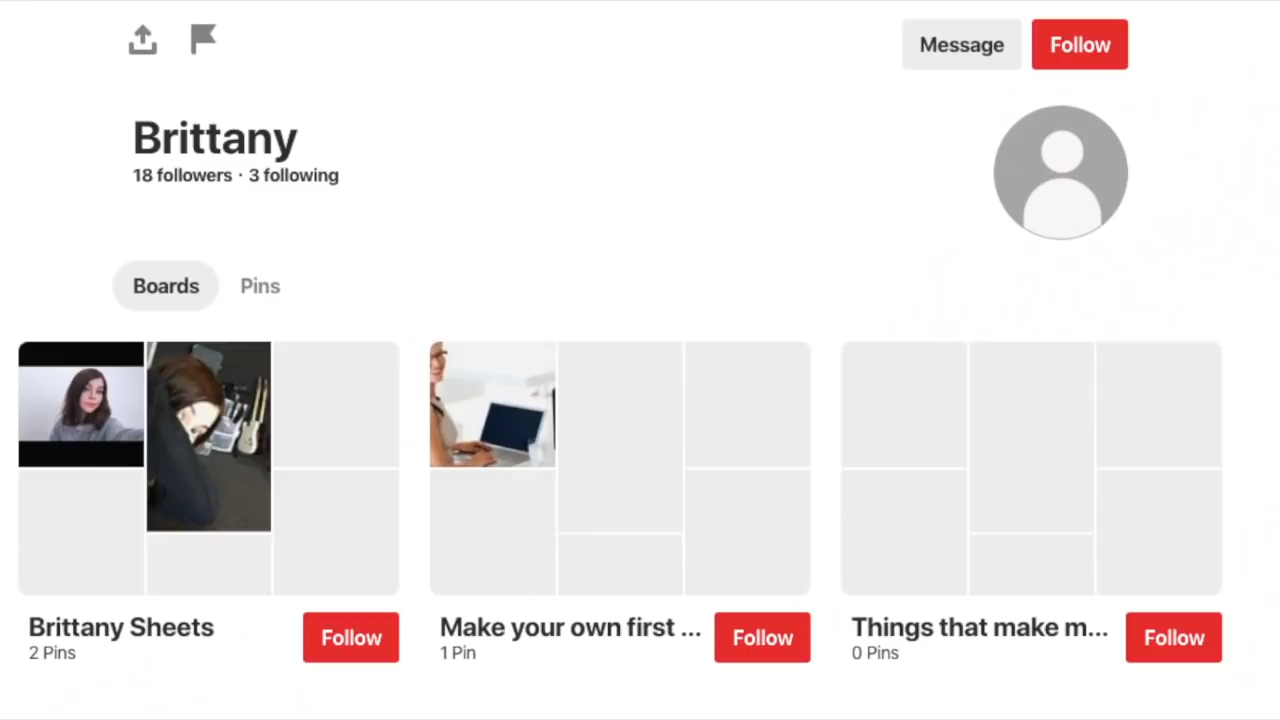 Message
Follow
Brittany
18 followers · 3 following
Boards
Pins
Brittany Sheets
2 Pins
Follow
Make your own first ...
1 Pin
Follow
Things that make m...
0 Pins
Follow